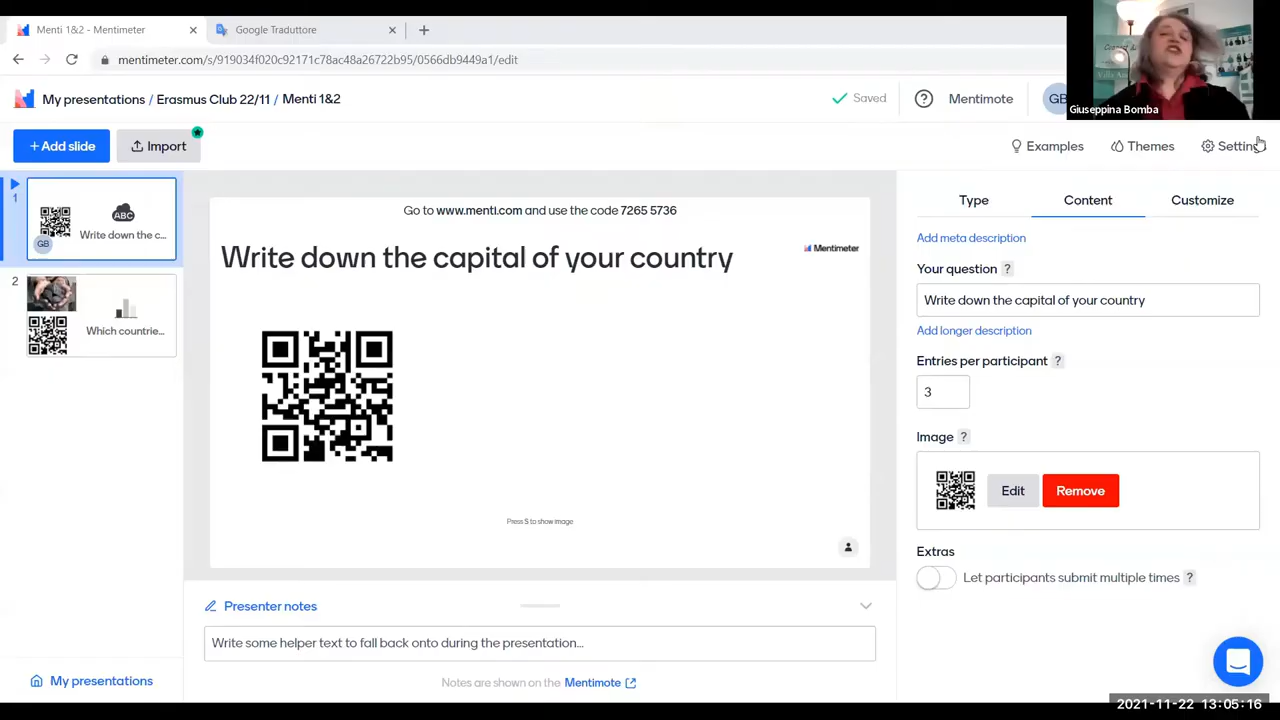 Menti 1&2 - Mentimeter
Google Traduttore
mentimeter.com/s/919034f020c92171c78ac48a26722b95/0566db9449a1/edit
My presentations / Erasmus Club 22/11 / Menti 1&2
Saved
Mentimote
GB
Giuseppina Bomba
+ Add slide
Import
Examples
Themes
1
ABC
GB
Write down the c...
2
Which countrie...
Go to www.menti.com and use the code 7265 5736
Write down the capital of your country
Mentimeter
Press S to show image
Type
Content
Customize
Add meta description
Your question ?
Write down the capital of your country
Add longer description
Entries per participant ?
3
Image ?
Edit
Remove
Extras
Let participants submit multiple times ?
Presenter notes
Write some helper text to fall back onto during the presentation...
Notes are shown on the Mentimote
My presentations
2021-11-22 13:05:16